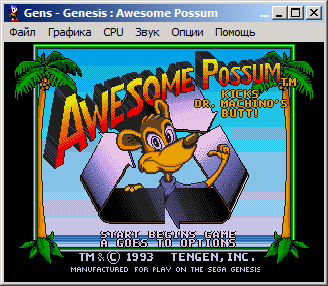 Gens - Genesis : Awesome Possum
Файл Графика CPU Звук Опции Помощь
AWESOME POSSUM TM
KICKS
DR. MACHINO'S
BUTT!
START BEGINS GAME
A GOES TO OPTIONS
TM & © 1993 TENGEN, INC.
MANUFACTURED FOR PLAY ON THE SEGA GENESIS